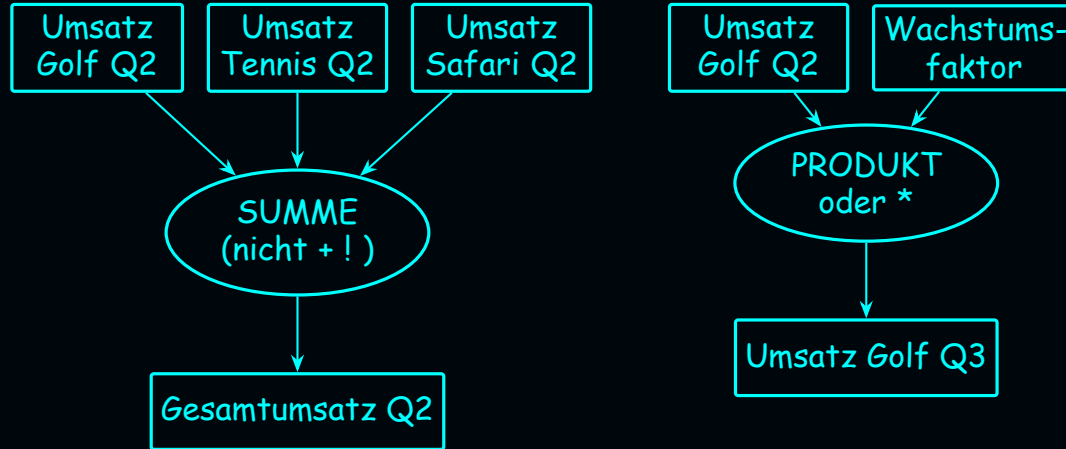 Umsatz
Golf Q2
Umsatz
Tennis Q2
Umsatz
Safari Q2
SUMME
(nicht + ! )
Gesamtumsatz Q2
Umsatz
Golf Q2
Wachstums-
faktor
PRODUKT
oder *
Umsatz Golf Q3